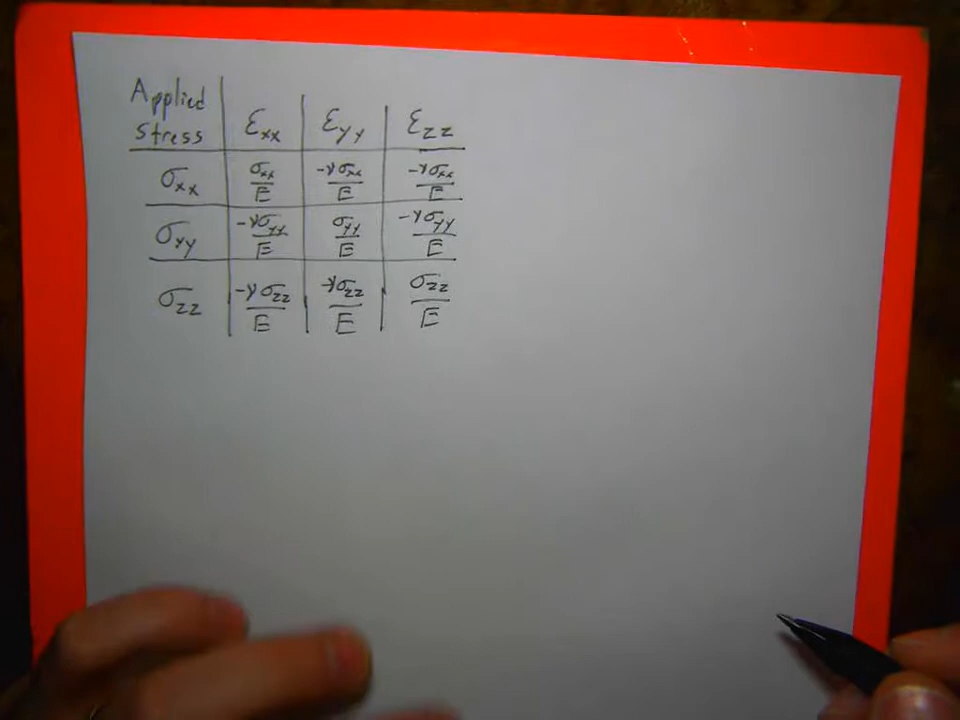 Applied
stress | εxx | εyy | εzz
σxx | σxx/E | -νσxx/E | -νσxx/E
σyy | -νσyy/E | σyy/E | -νσyy/E
σzz | -νσzz/E | -νσzz/E | σzz/E